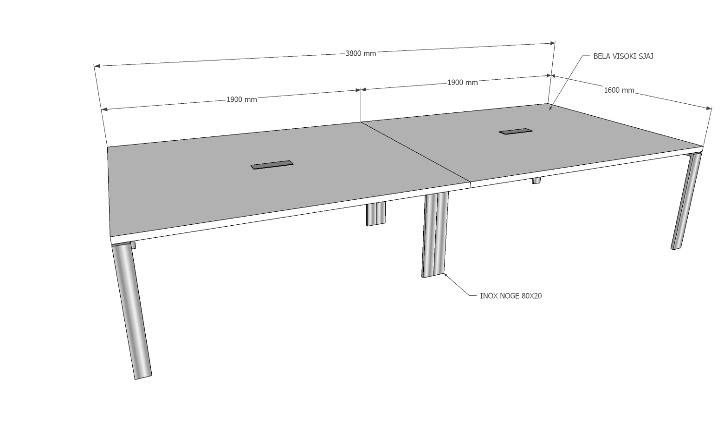 3800 mm
BELA VISOKI SJAJ
1900 mm
1900 mm
1600 mm
INOX NOGE 80X20